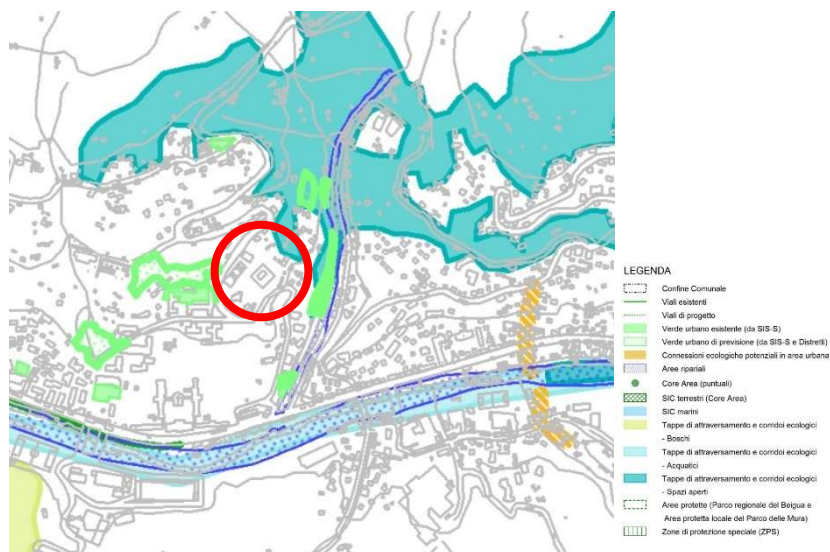 LEGENDA
Confine Comunale
Viali esistenti
Viali di progetto
Verde urbano esistente (da SIS-S)
Verde urbano di previsione (da SIS-S e Distretti)
Connessioni ecologiche potenziali in area urbana
Aree ripariali
Core Area (puntuali)
SIC terrestri (Core Area)
SIC marini
Tappe di attraversamento e corridoi ecologici
- Boschi
Tappe di attraversamento e corridoi ecologici
- Acquatici
Tappe di attraversamento e corridoi ecologici
- Spazi aperti
Aree protette (Parco regionale del Beigua e
Area protetta locale del Parco delle Mura)
Zone di protezione speciale (ZPS)